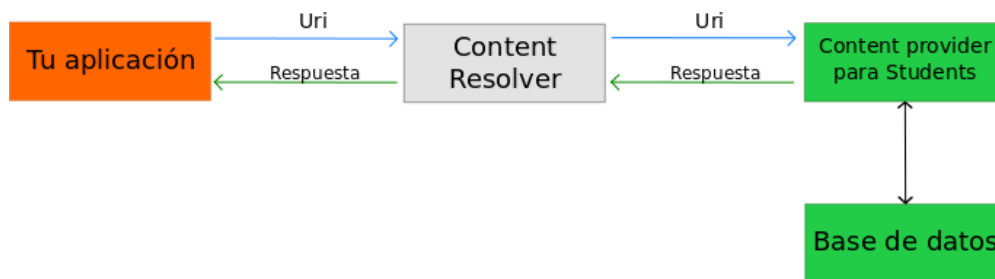 Uri
Uri
Tu aplicación
Content
Resolver
Content provider
para Students
Respuesta
Respuesta
Base de datos